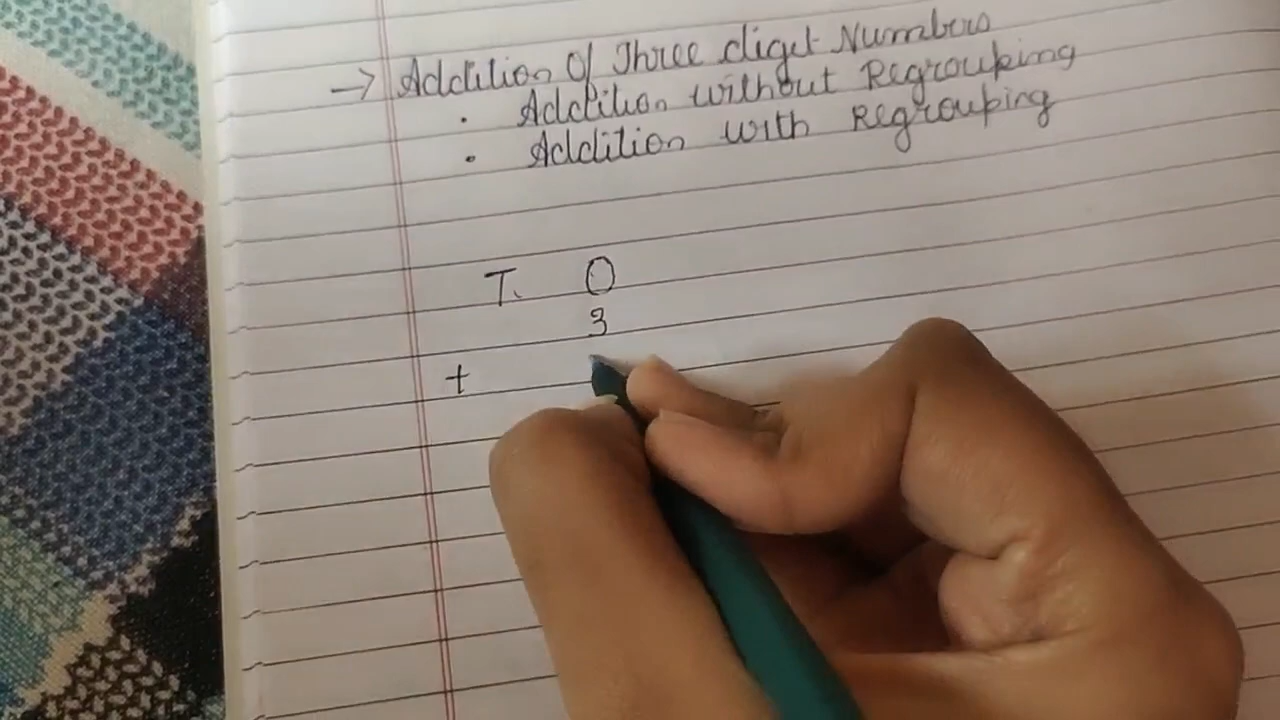 → Addition Of Three digit Numbers
. Addition without Regrouping
. Addition with Regrouping
T. O
3
+